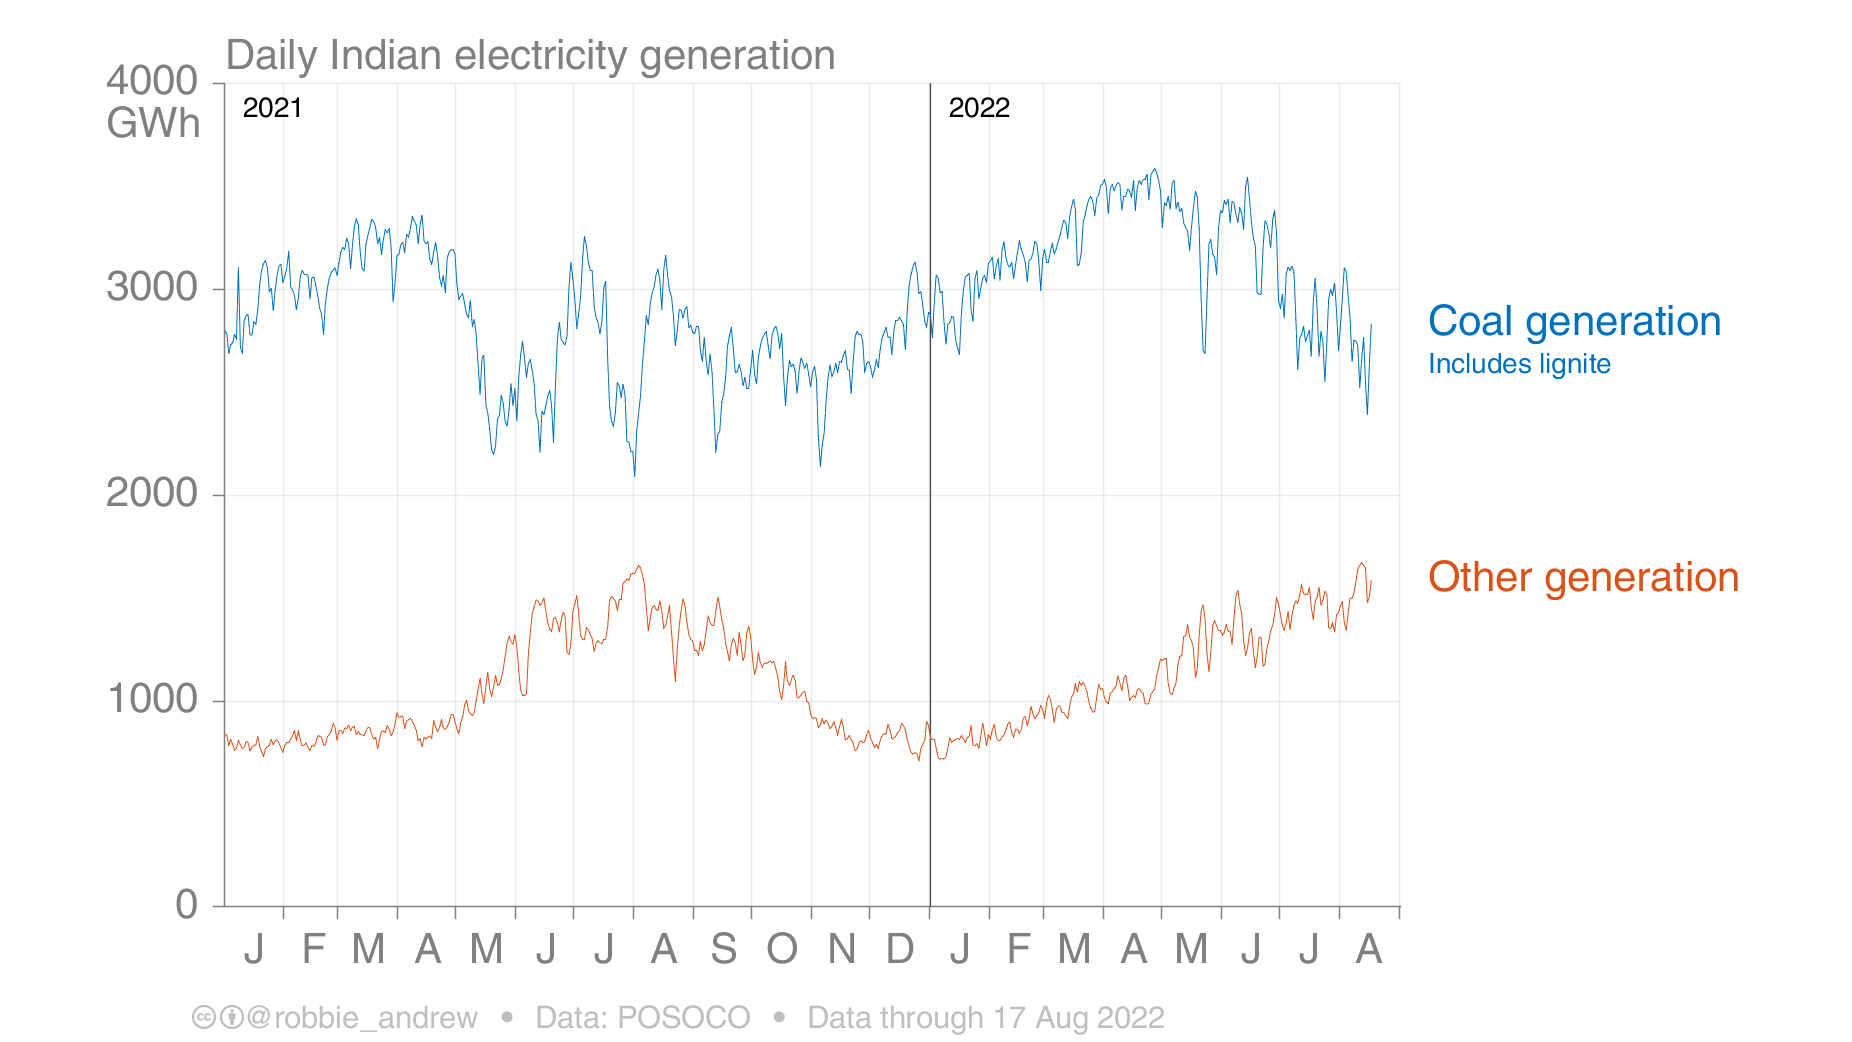 Daily Indian electricity generation
4000
GWh
2021
2022
3000
Coal generation
Includes lignite
2000
Other generation
1000
0
J F M A M J J A S O N D J F M A M J J A
@robbie_andrew • Data: POSOCO • Data through 17 Aug 2022